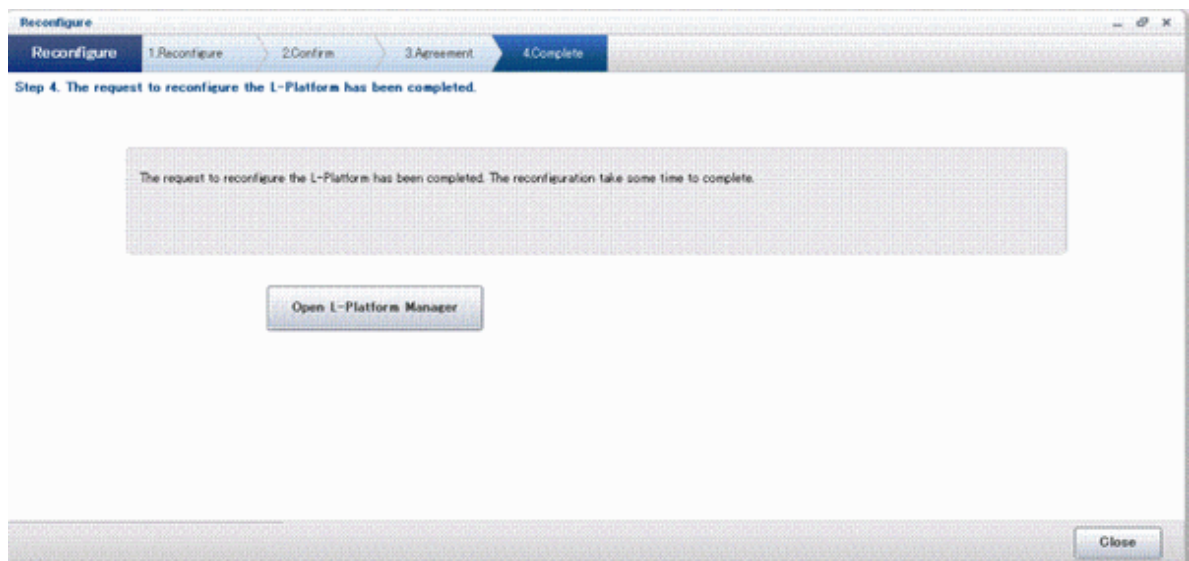 Reconfigure
Reconfigure 1.Reconfigure 2.Confirm 3.Agreement 4.Complete
Step 4. The request to reconfigure the L-Platform has been completed.
The request to reconfigure the L-Platform has been completed. The reconfiguration take some time to complete.
Open L-Platform Manager
Close